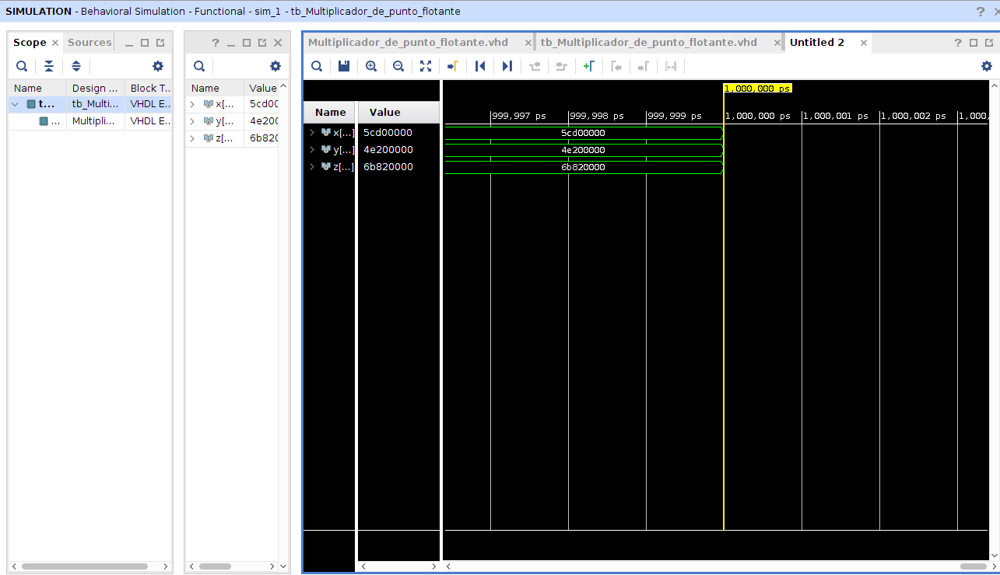 SIMULATION - Behavioral Simulation - Functional - sim_1 - tb_Multiplicador_de_punto_flotante ?
Scope Sources
Name Design ... Block T..
t... tb_Multi... VHDL E..
... Multipli... VHDL E..
?
Name Value
x[... 5cd00
y[... 4e200
z[... 6b820
Multiplicador_de_punto_flotante.vhd tb_Multiplicador_de_punto_flotante.vhd Untitled 2 ?
1,000,000 ps
Name Value
999,997 ps 999,998 ps 999,999 ps 1,000,000 ps 1,000,001 ps 1,000,002 ps 1,000,
x[...] 5cd00000 5cd00000
y[...] 4e200000 4e200000
z[...] 6b820000 6b820000